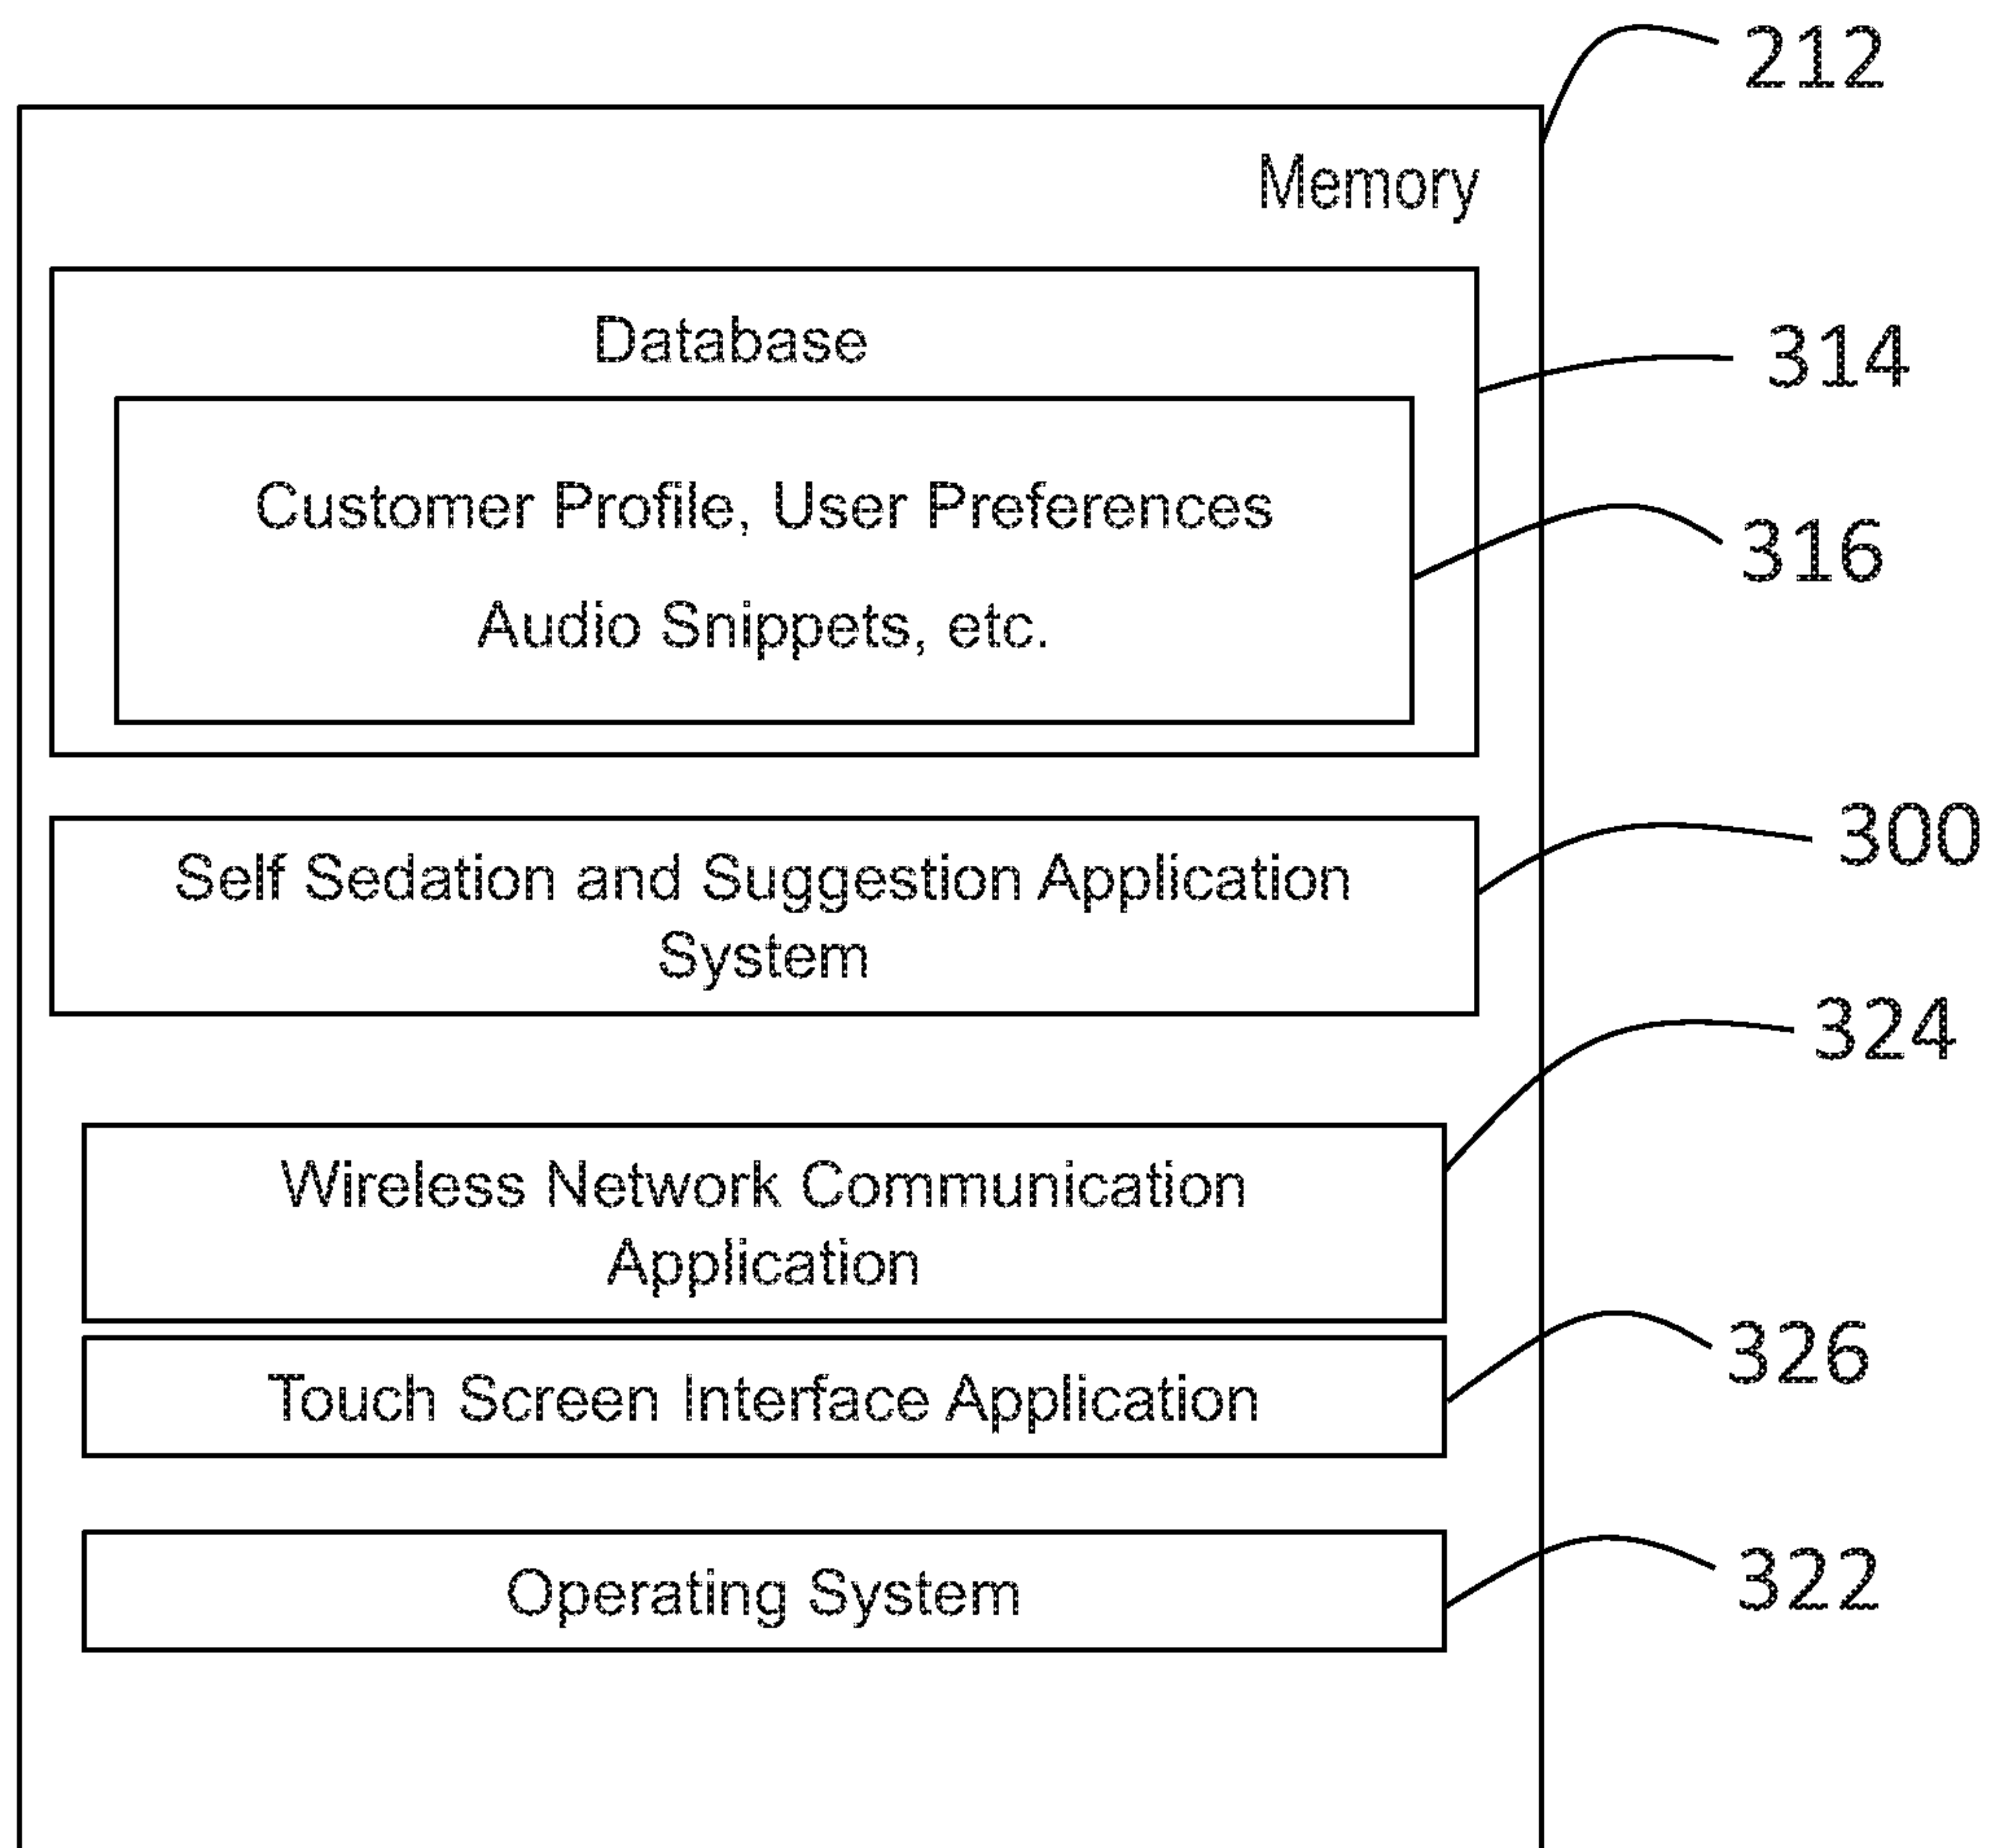 212
Memory
Database
314
Customer Profile, User Preferences
316
Audio Snippets, etc.
300
Self Sedation and Suggestion Application
System
324
Wireless Network Communication
Application
326
Touch Screen Interface Application
322
Operating System